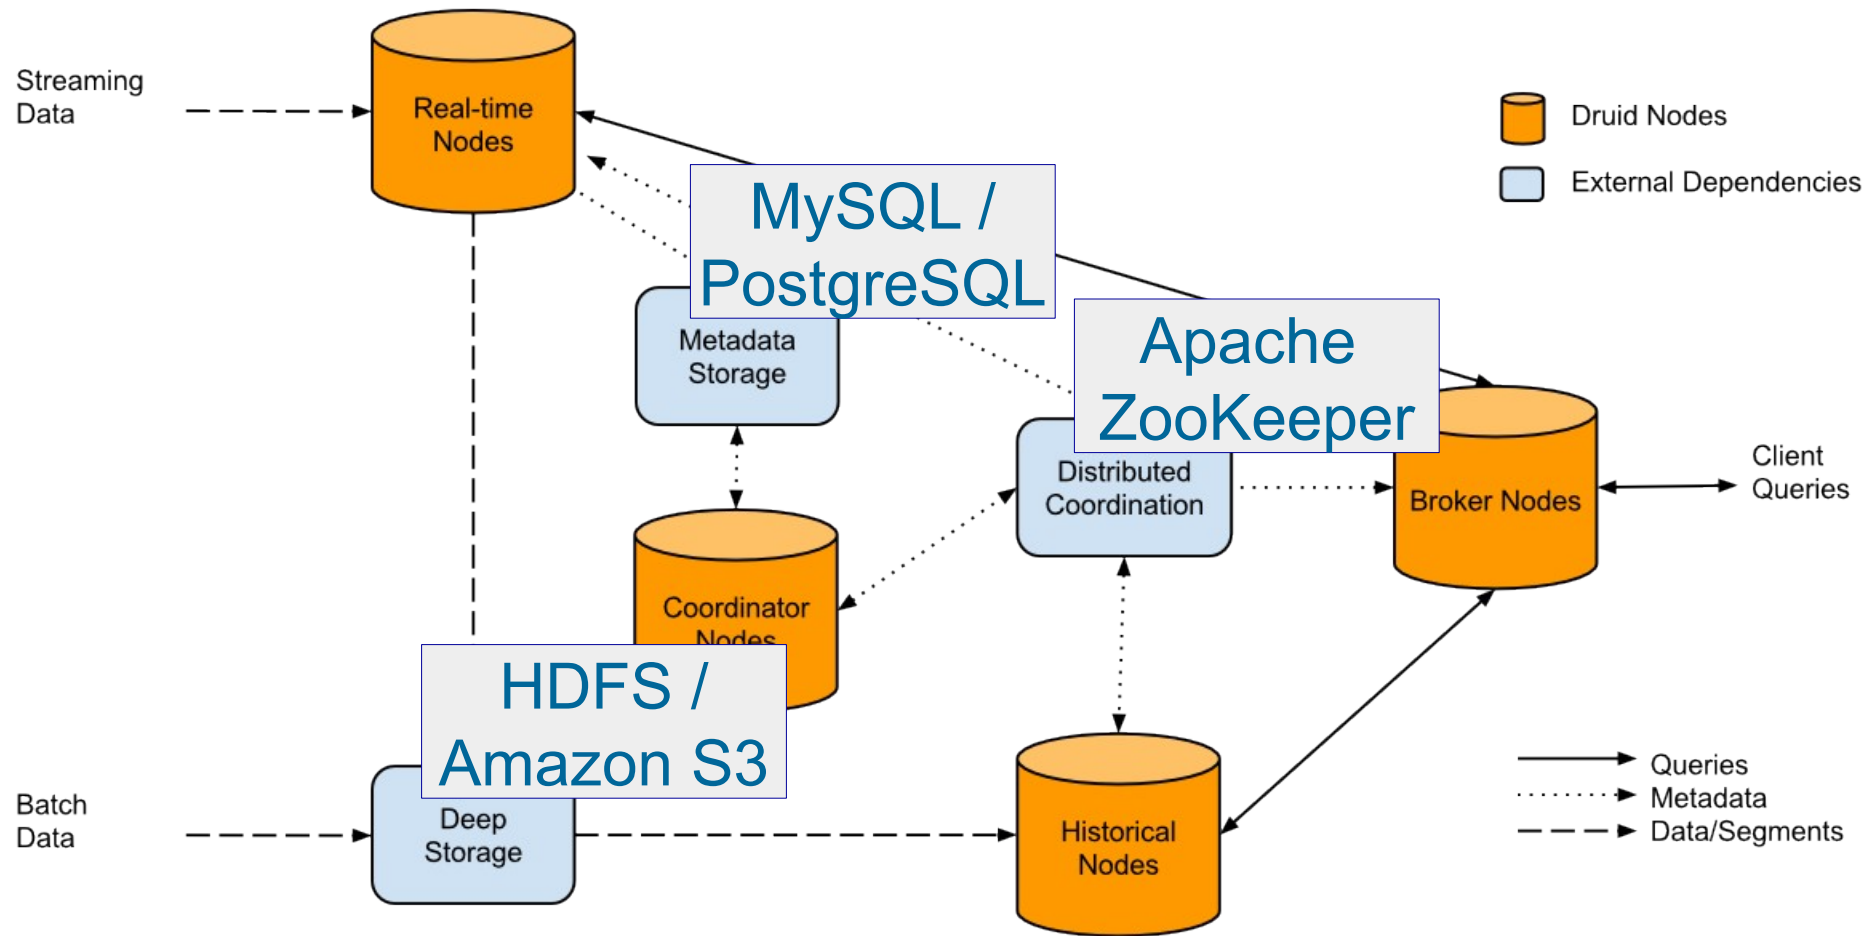 Streaming
Data
Real-time
Nodes
Druid Nodes
External Dependencies
MySQL /
PostgreSQL
Metadata
Storage
Apache
ZooKeeper
Distributed
Coordination
Broker Nodes
Client
Queries
Coordinator
Nodes
HDFS /
Amazon S3
Batch
Data
Deep
Storage
Historical
Nodes
Queries
Metadata
Data/Segments